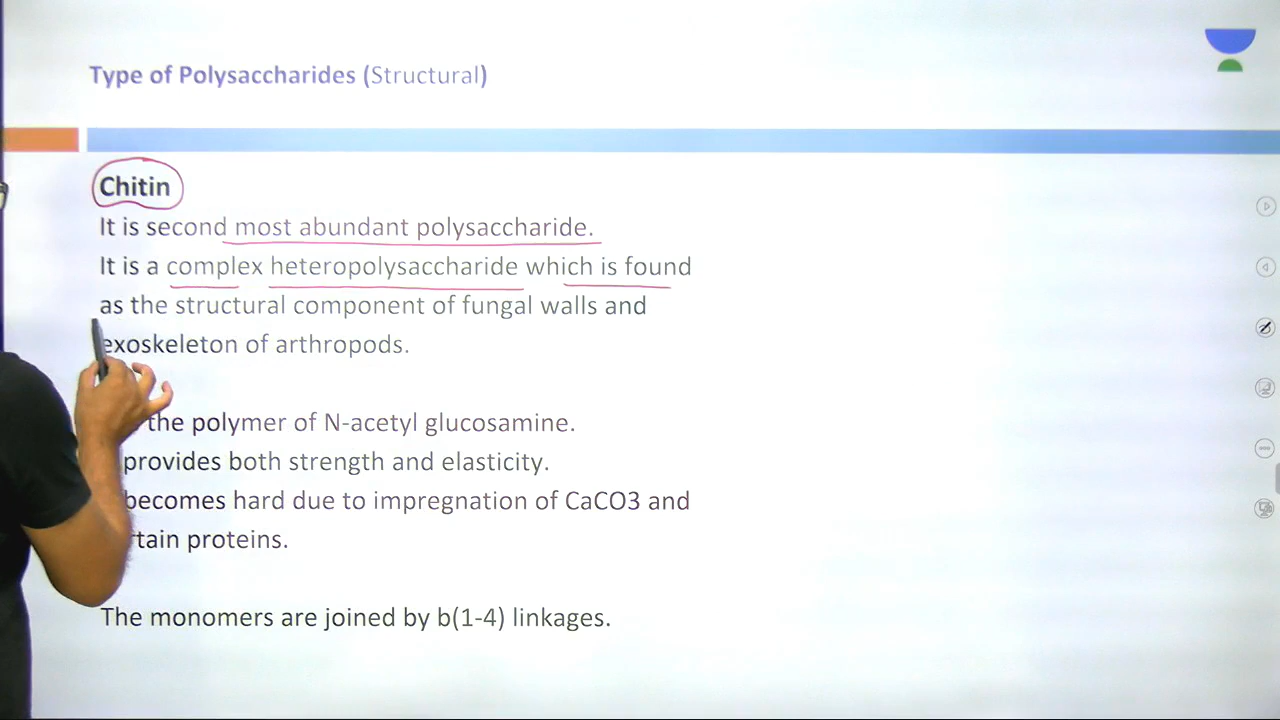 Type of Polysaccharides (Structural)
Chitin
It is second most abundant polysaccharide.
It is a complex heteropolysaccharide which is found
as the structural component of fungal walls and
exoskeleton of arthropods.
the polymer of N-acetyl glucosamine.
provides both strength and elasticity.
becomes hard due to impregnation of CaCO3 and
rtain proteins.
The monomers are joined by b(1-4) linkages.